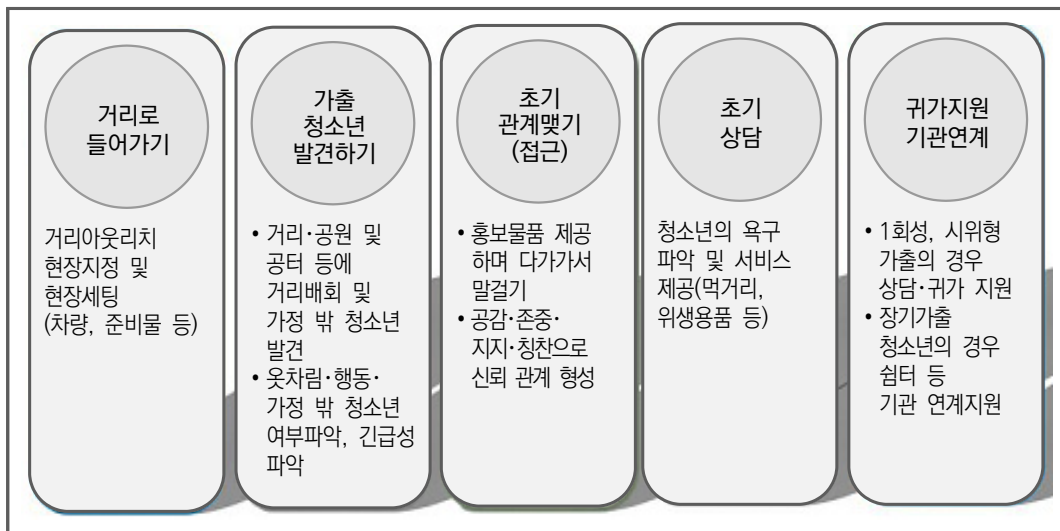 거리로
들어가기
거리아웃리치
현장지정 및
현장세팅
(차량, 준비물 등)
가출
청소년
발견하기
• 거리·공원 및
공터 등에
거리배회 및
가정 밖 청소년
발견
• 옷차림·행동·
가정 밖 청소년
여부파악, 긴급성
파악
초기
관계맺기
(접근)
• 홍보물품 제공
하며 다가가서
말걸기
• 공감·존중·
지지·칭찬으로
신뢰 관계 형성
초기
상담
청소년의 욕구
파악 및 서비스
제공(먹거리,
위생용품 등)
귀가지원
기관연계
• 1회성, 시위형
가출의 경우
상담·귀가 지원
• 장기가출
청소년의 경우
쉼터 등
기관 연계지원